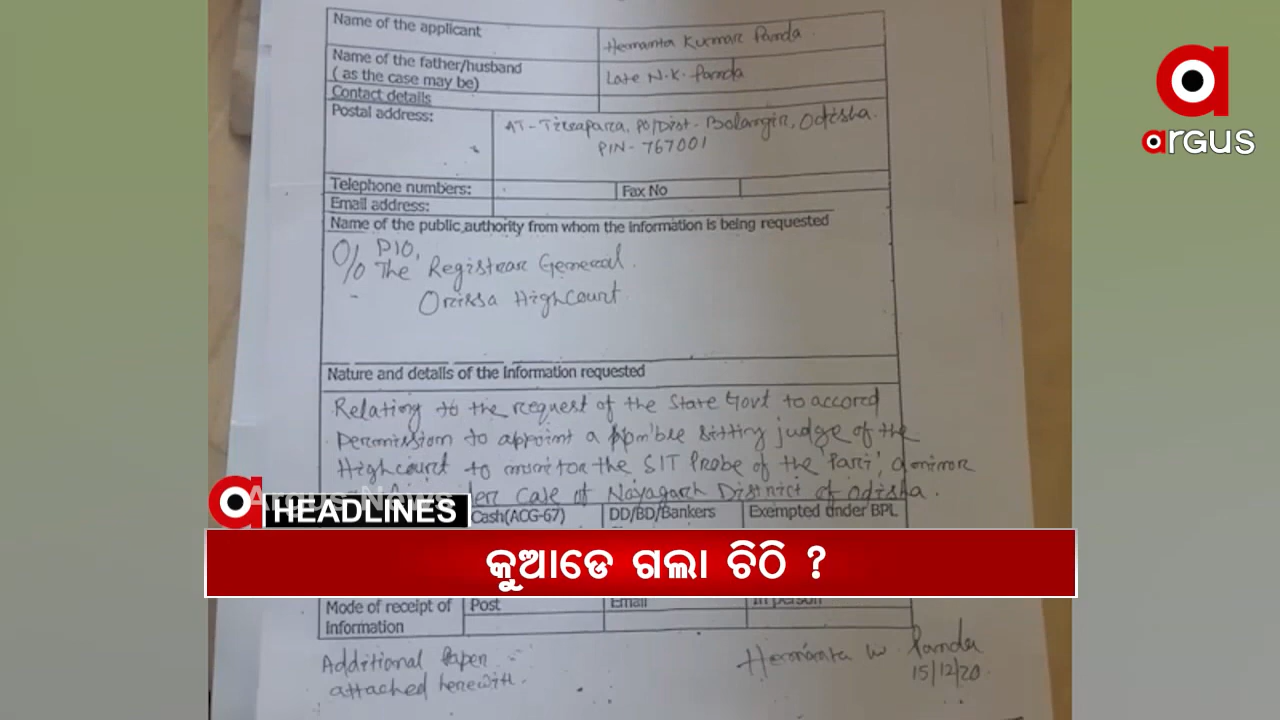 Name of the applicant
Hemanta Kumar Panda
Name of the father/husband
( as the case may be)
Late N.K. Panda
Contact details
Postal address:
AT- Tikrapara, PO/Dist- Bolangir, Odisha.
PIN- 767001
Telephone numbers:
Fax No
Email address:
Name of the public authority from whom the information is being requested
PIO,
O/o The Registrar General.
Orissa Highcourt
Nature and details of the information requested
Relating to the request of the State Govt to accord
permission to appoint a Hon'ble sitting judge of the
Highcourt to monitor the SIT Probe of the 'Pari', a minor
Case of Nayagarh District of Odisha.
Cash(ACG-67) DD/BD/Bankers Exempted under BPL
Argus News
HEADLINES
କୁଆଡେ ଗଲା ଚିଠି ?
Mode of receipt of
Information
Post Email In person
Additional Paper
attached herewith.
Hemanta K. Panda
15/12/20
argus